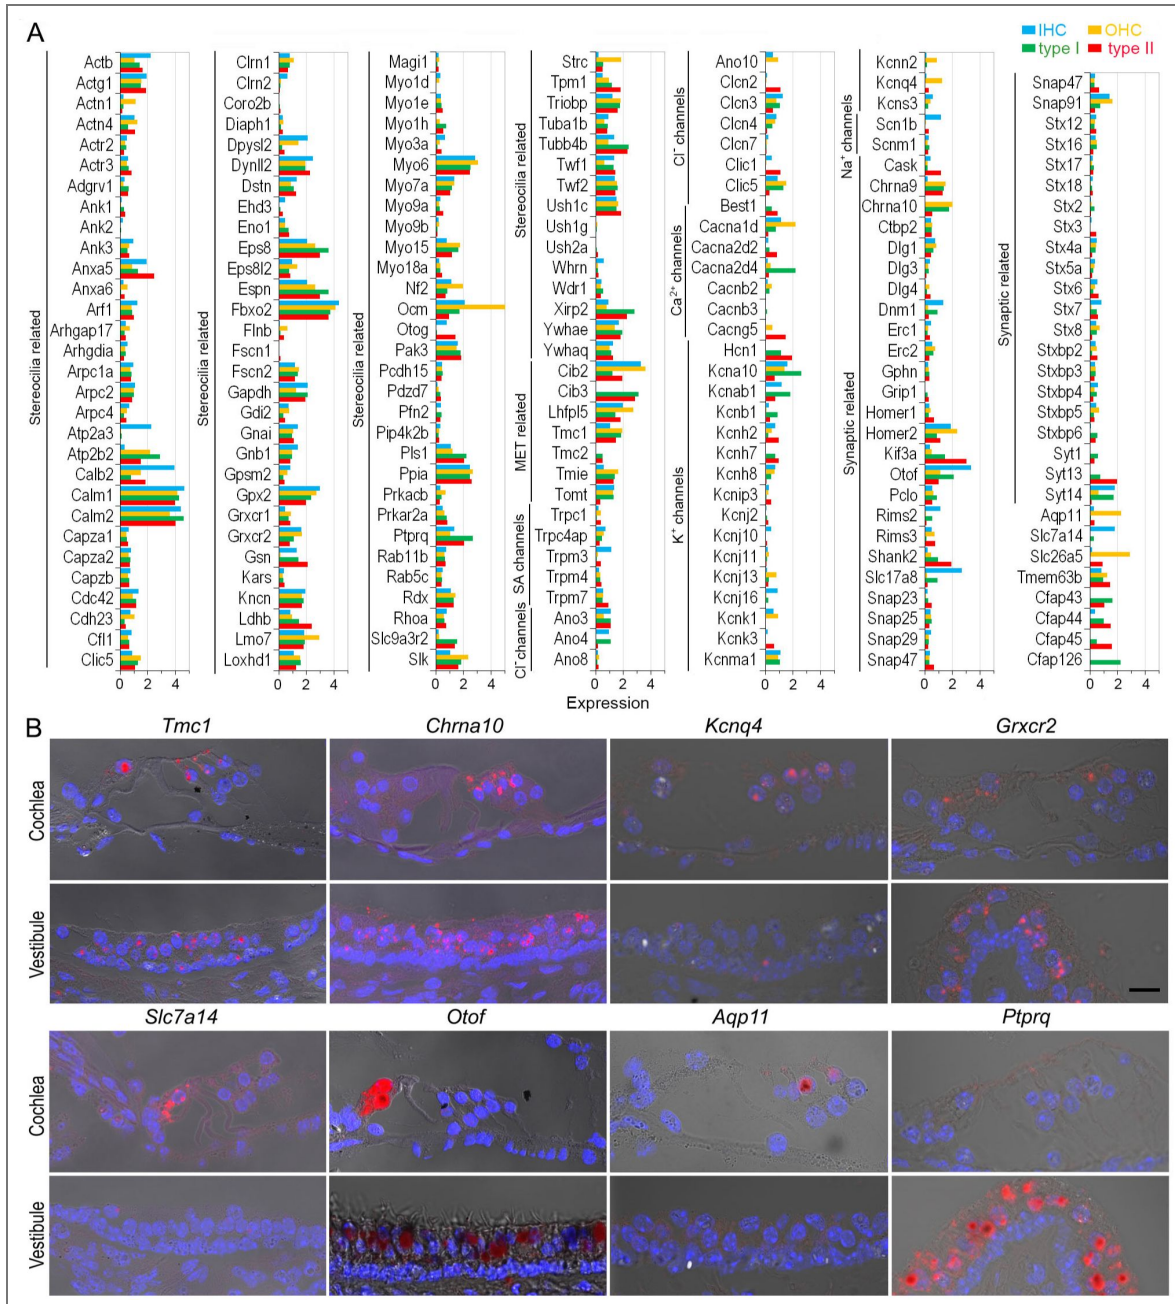 A
IHC
OHC
type I
type II
Stereocilia related
Actb
Actg1
Actn1
Actn4
Actr2
Actr3
Adgrv1
Ank1
Ank2
Ank3
Anxa5
Anxa6
Arf1
Arhgap17
Arhgdia
Arpc1a
Arpc2
Arpc4
Atp2a3
Atp2b2
Calb2
Calm1
Calm2
Capza1
Capza2
Capzb
Cdc42
Cdh23
Cfl1
Clic5
0 2 4
Stereocilia related
Clrn1
Clrn2
Coro2b
Diaph1
Dpysl2
Dynll2
Dstn
Ehd3
Eno1
Eps8
Eps8l2
Espn
Fbxo2
Flnb
Fscn1
Fscn2
Gapdh
Gdi2
Gnai
Gnb1
Gpsm2
Gpx2
Grxcr1
Grxcr2
Gsn
Kars
Kncn
Ldhb
Lmo7
Loxhd1
0 2 4
Stereocilia related
Magi1
Myo1d
Myo1e
Myo1h
Myo3a
Myo6
Myo7a
Myo9a
Myo9b
Myo15
Myo18a
Nf2
Ocm
Otog
Pak3
Pcdh15
Pdzd7
Pfn2
Pip4k2b
Pls1
Ppia
Prkacb
Prkar2a
Ptprq
Rab11b
Rab5c
Rdx
Rhoa
Slc9a3r2
Slk
0 2 4
Stereocilia related
MET related
SA channels
Cl⁻ channels
Strc
Tpm1
Triobp
Tuba1b
Tubb4b
Twf1
Twf2
Ush1c
Ush1g
Ush2a
Whrn
Wdr1
Xirp2
Ywhae
Ywhaq
Cib2
Cib3
Lhfpl5
Tmc1
Tmc2
Tmie
Tomt
Trpc1
Trpc4ap
Trpm3
Trpm4
Trpm7
Ano3
Ano4
Ano8
0 2 4
Cl⁻ channels
Ca²⁺ channels
K⁺ channels
Ano10
Clcn2
Clcn3
Clcn4
Clcn7
Clic1
Clic5
Best1
Cacna1d
Cacna2d2
Cacna2d4
Cacnb2
Cacnb3
Cacng5
Hcn1
Kcna10
Kcnab1
Kcnb1
Kcnh2
Kcnh7
Kcnh8
Kcnip3
Kcnj2
Kcnj10
Kcnj11
Kcnj13
Kcnj16
Kcnk1
Kcnk3
Kcnma1
0 2 4
Na⁺ channels
Synaptic related
Kcnn2
Kcnq4
Kcns3
Scn1b
Scnm1
Cask
Chrna9
Chrna10
Ctbp2
Dlg1
Dlg3
Dlg4
Dnm1
Erc1
Erc2
Gphn
Grip1
Homer1
Homer2
Kif3a
Otof
Pclo
Rims2
Rims3
Shank2
Slc17a8
Snap23
Snap25
Snap29
Snap47
0 2 4
Synaptic related
Snap47
Snap91
Stx12
Stx16
Stx17
Stx18
Stx2
Stx3
Stx4a
Stx5a
Stx6
Stx7
Stx8
Stxbp2
Stxbp3
Stxbp4
Stxbp5
Stxbp6
Syt1
Syt13
Syt14
Aqp11
Slc7a14
Slc26a5
Tmem63b
Cfap43
Cfap44
Cfap45
Cfap126
0 2 4
Expression
B
Tmc1
Chrna10
Kcnq4
Grxcr2
Cochlea
Vestibule
Slc7a14
Otof
Aqp11
Ptprq
Cochlea
Vestibule